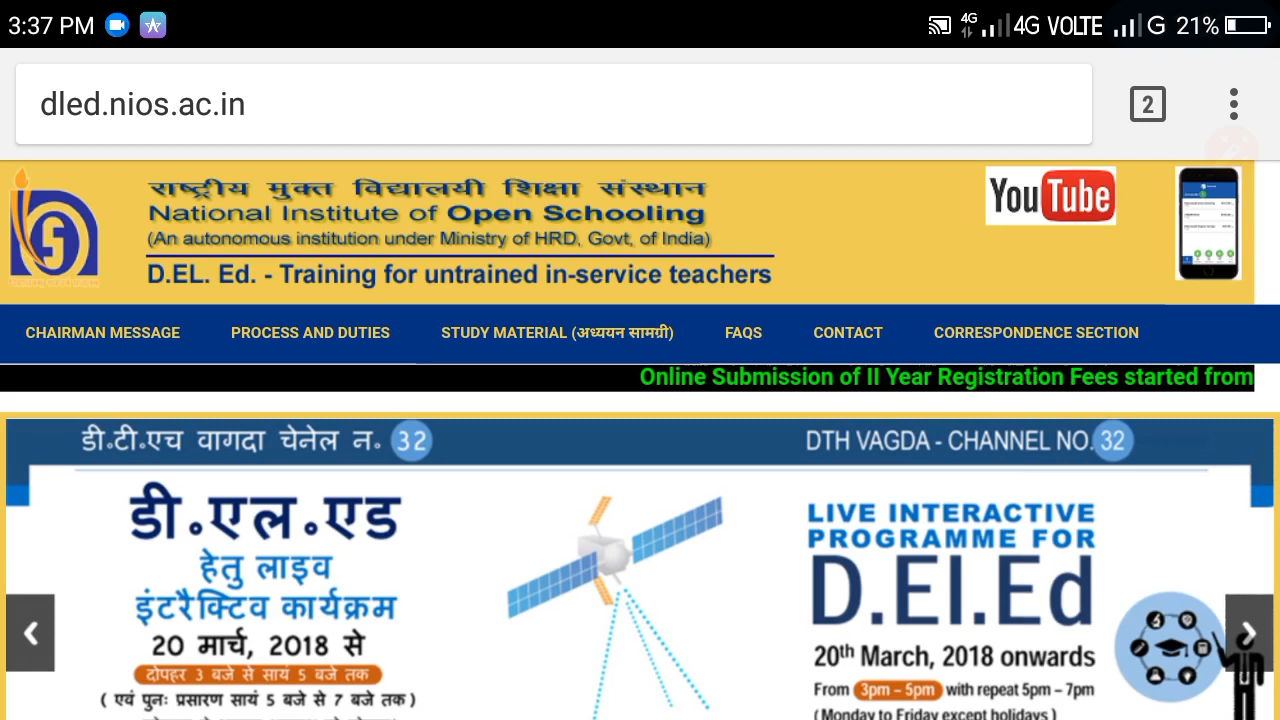 3:37 PM
4G 4G VOLTE G 21%
dled.nios.ac.in
2
राष्ट्रीय मुक्त विद्यालयी शिक्षा संस्थान
National Institute of Open Schooling
(An autonomous institution under Ministry of HRD, Govt, of India)
D.EL. Ed. - Training for untrained in-service teachers
YouTube
CHAIRMAN MESSAGE PROCESS AND DUTIES STUDY MATERIAL (अध्ययन सामग्री) FAQS CONTACT CORRESPONDENCE SECTION
Online Submission of II Year Registration Fees started from
डी॰टी॰एच वागदा चेनेल न॰ 32
DTH VAGDA - CHANNEL NO. 32
डी॰एल॰एड
हेतु लाइव
इंटरैक्टिव कार्यक्रम
20 मार्च, 2018 से
दोपहर 3 बजे से सायं 5 बजे तक
( एवं पुनः प्रसारण सायं 5 बजे से 7 बजे तक )
LIVE INTERACTIVE
PROGRAMME FOR
D.El.Ed
20th March, 2018 onwards
From 3pm – 5pm with repeat 5pm – 7pm
(Monday to Friday except holidays)